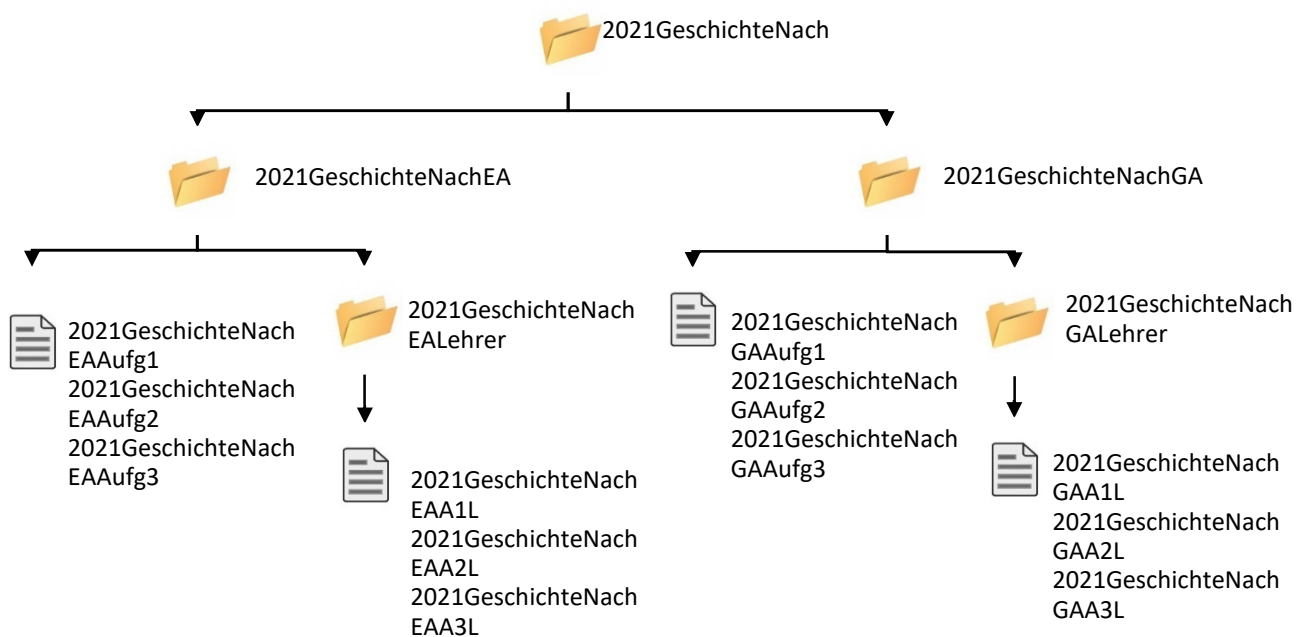 2021GeschichteNach
2021GeschichteNachEA
2021GeschichteNachGA
2021GeschichteNach
EAAufg1
2021GeschichteNach
EAAufg2
2021GeschichteNach
EAAufg3
2021GeschichteNach
EALehrer
2021GeschichteNach
EAA1L
2021GeschichteNach
EAA2L
2021GeschichteNach
EAA3L
2021GeschichteNach
GAAufg1
2021GeschichteNach
GAAufg2
2021GeschichteNach
GAAufg3
2021GeschichteNach
GALehrer
2021GeschichteNach
GAA1L
2021GeschichteNach
GAA2L
2021GeschichteNach
GAA3L